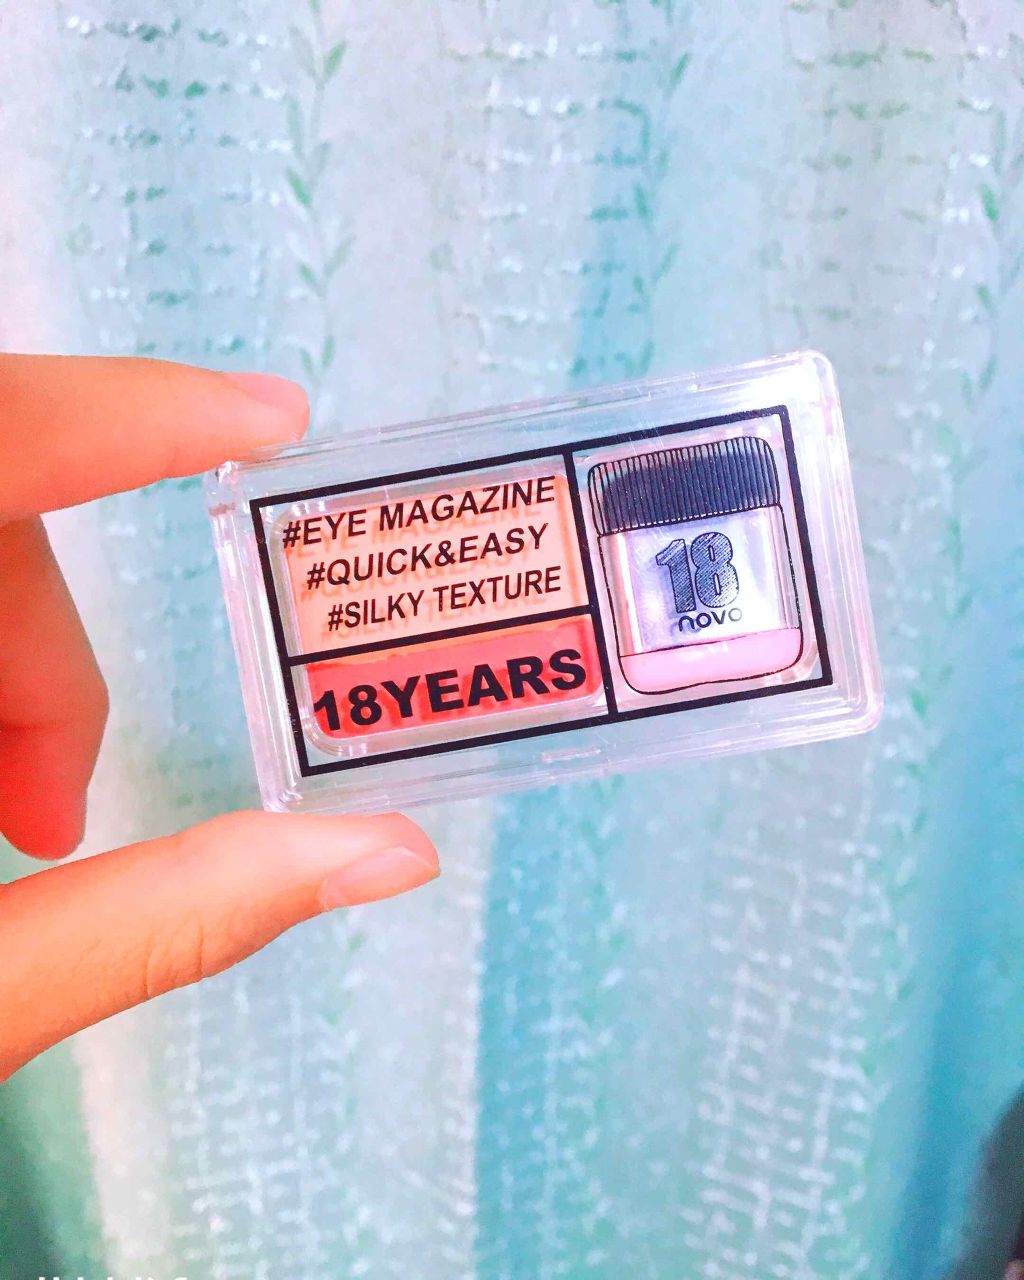 #EYE MAGAZINE
#QUICK&EASY
#SILKY TEXTURE
18YEARS
18
novo